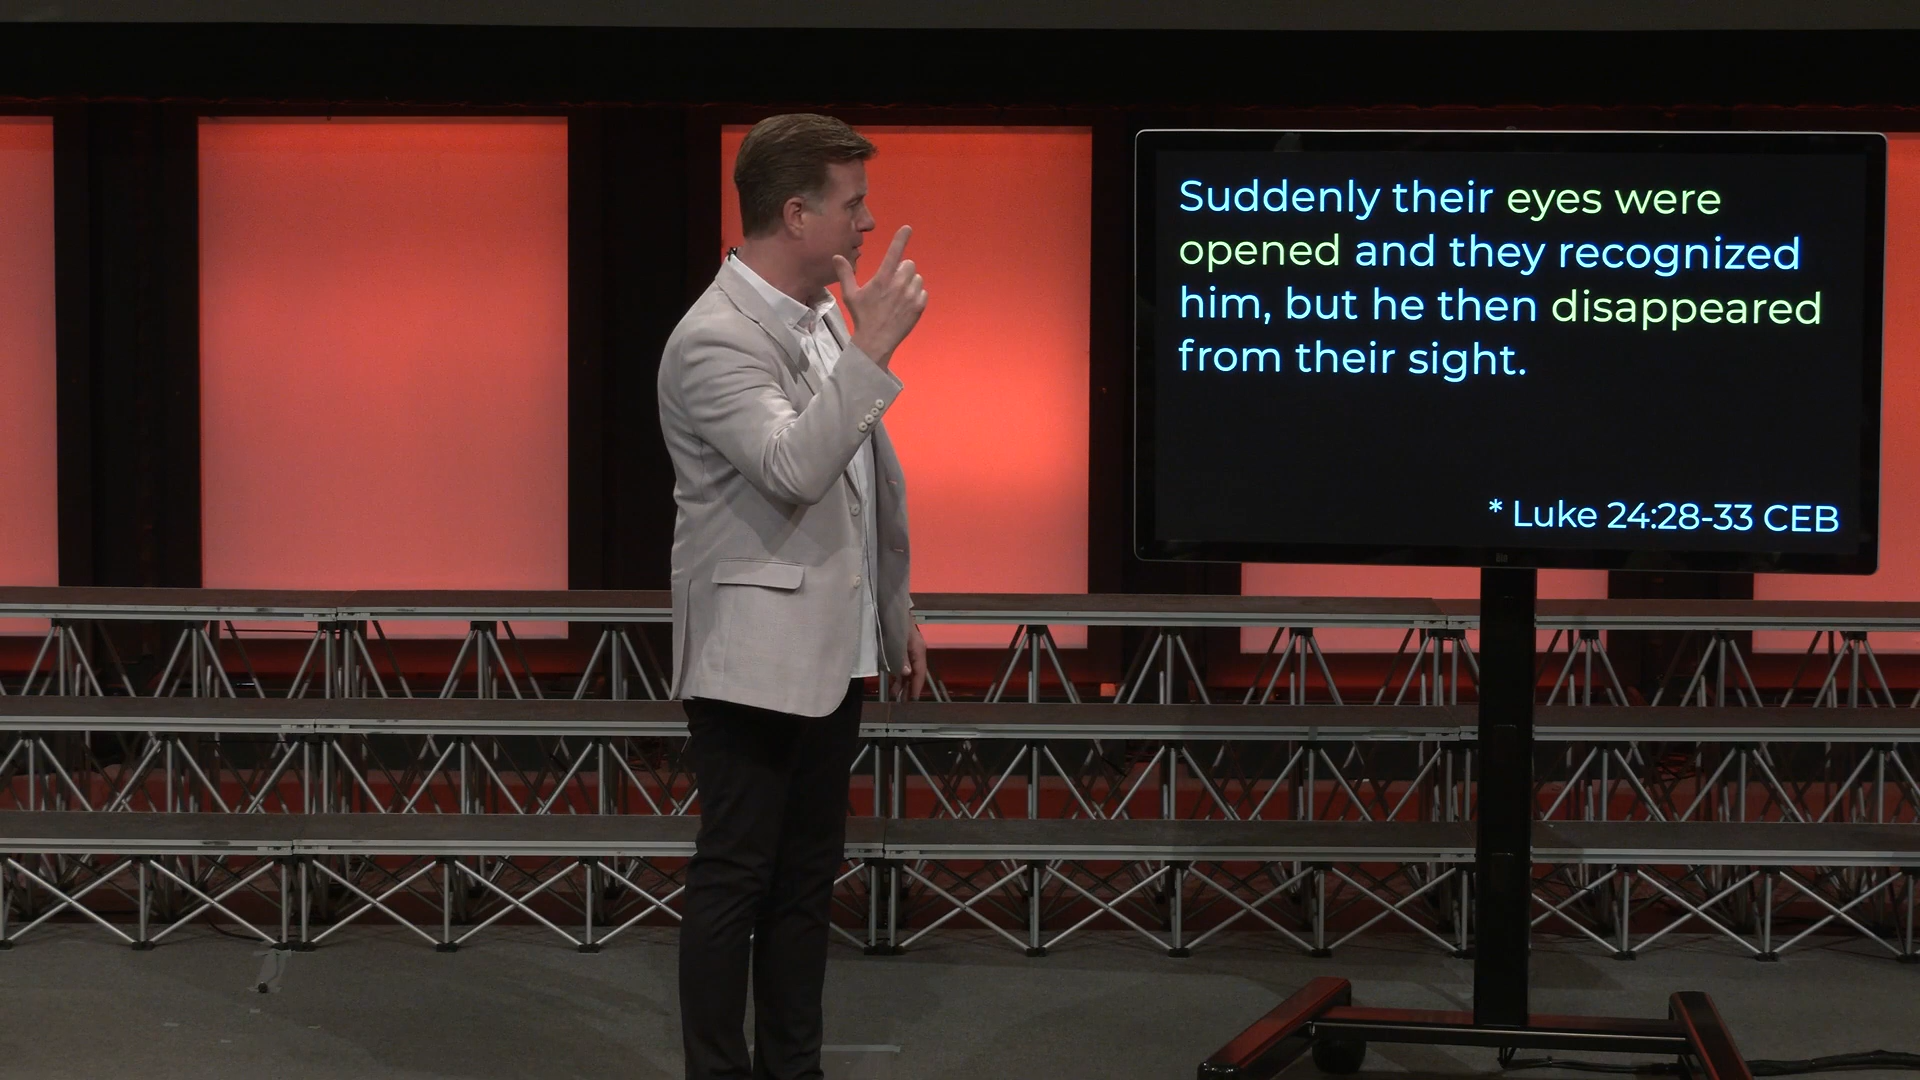 Suddenly their eyes were
opened and they recognized
him, but he then disappeared
from their sight.
* Luke 24:28-33 CEB